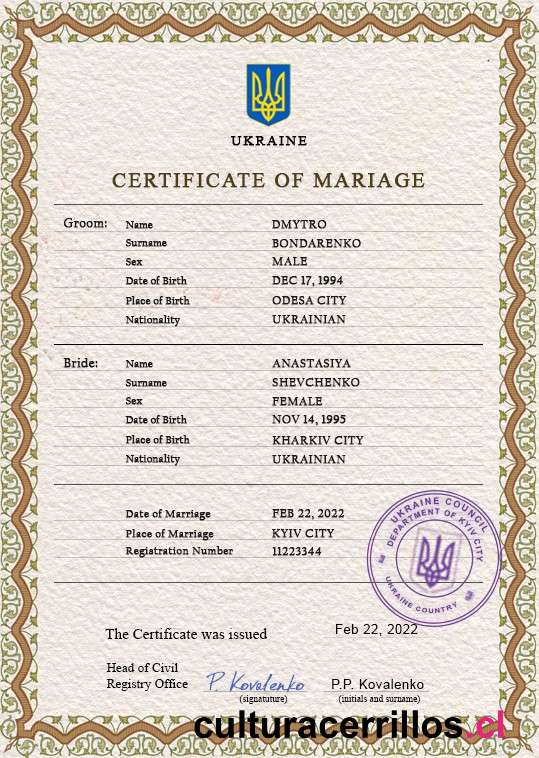 UKRAINE
CERTIFICATE OF MARIAGE
Groom: Name DMYTRO
Surname BONDARENKO
Sex MALE
Date of Birth DEC 17, 1994
Place of Birth ODESA CITY
Nationality UKRAINIAN
Bride: Name ANASTASIYA
Surname SHEVCHENKO
Sex FEMALE
Date of Birth NOV 14, 1995
Place of Birth KHARKIV CITY
Nationality UKRAINIAN
Date of Marriage FEB 22, 2022
Place of Marriage KYIV CITY
Registration Number 11223344
UKRAINE COUNCIL
DEPARTMENT OF KYIV CITY
UKRAINE COUNTRY
The Certificate was issued Feb 22, 2022
Head of Civil
Registry Office P. Kovalenko P.P. Kovalenko
(signatuture) (initials and surname)
culturacerrillos.cl